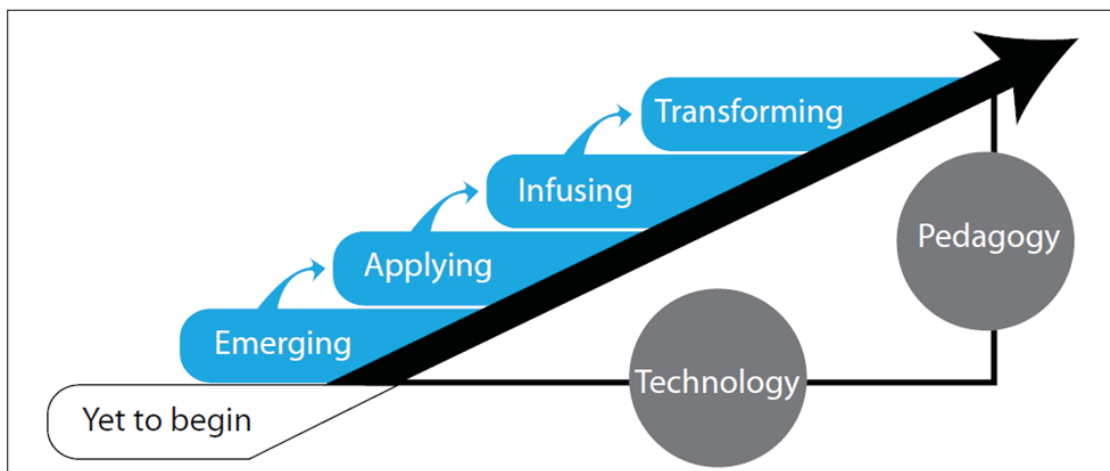 Transforming
Infusing
Pedagogy
Applying
Emerging
Technology
Yet to begin